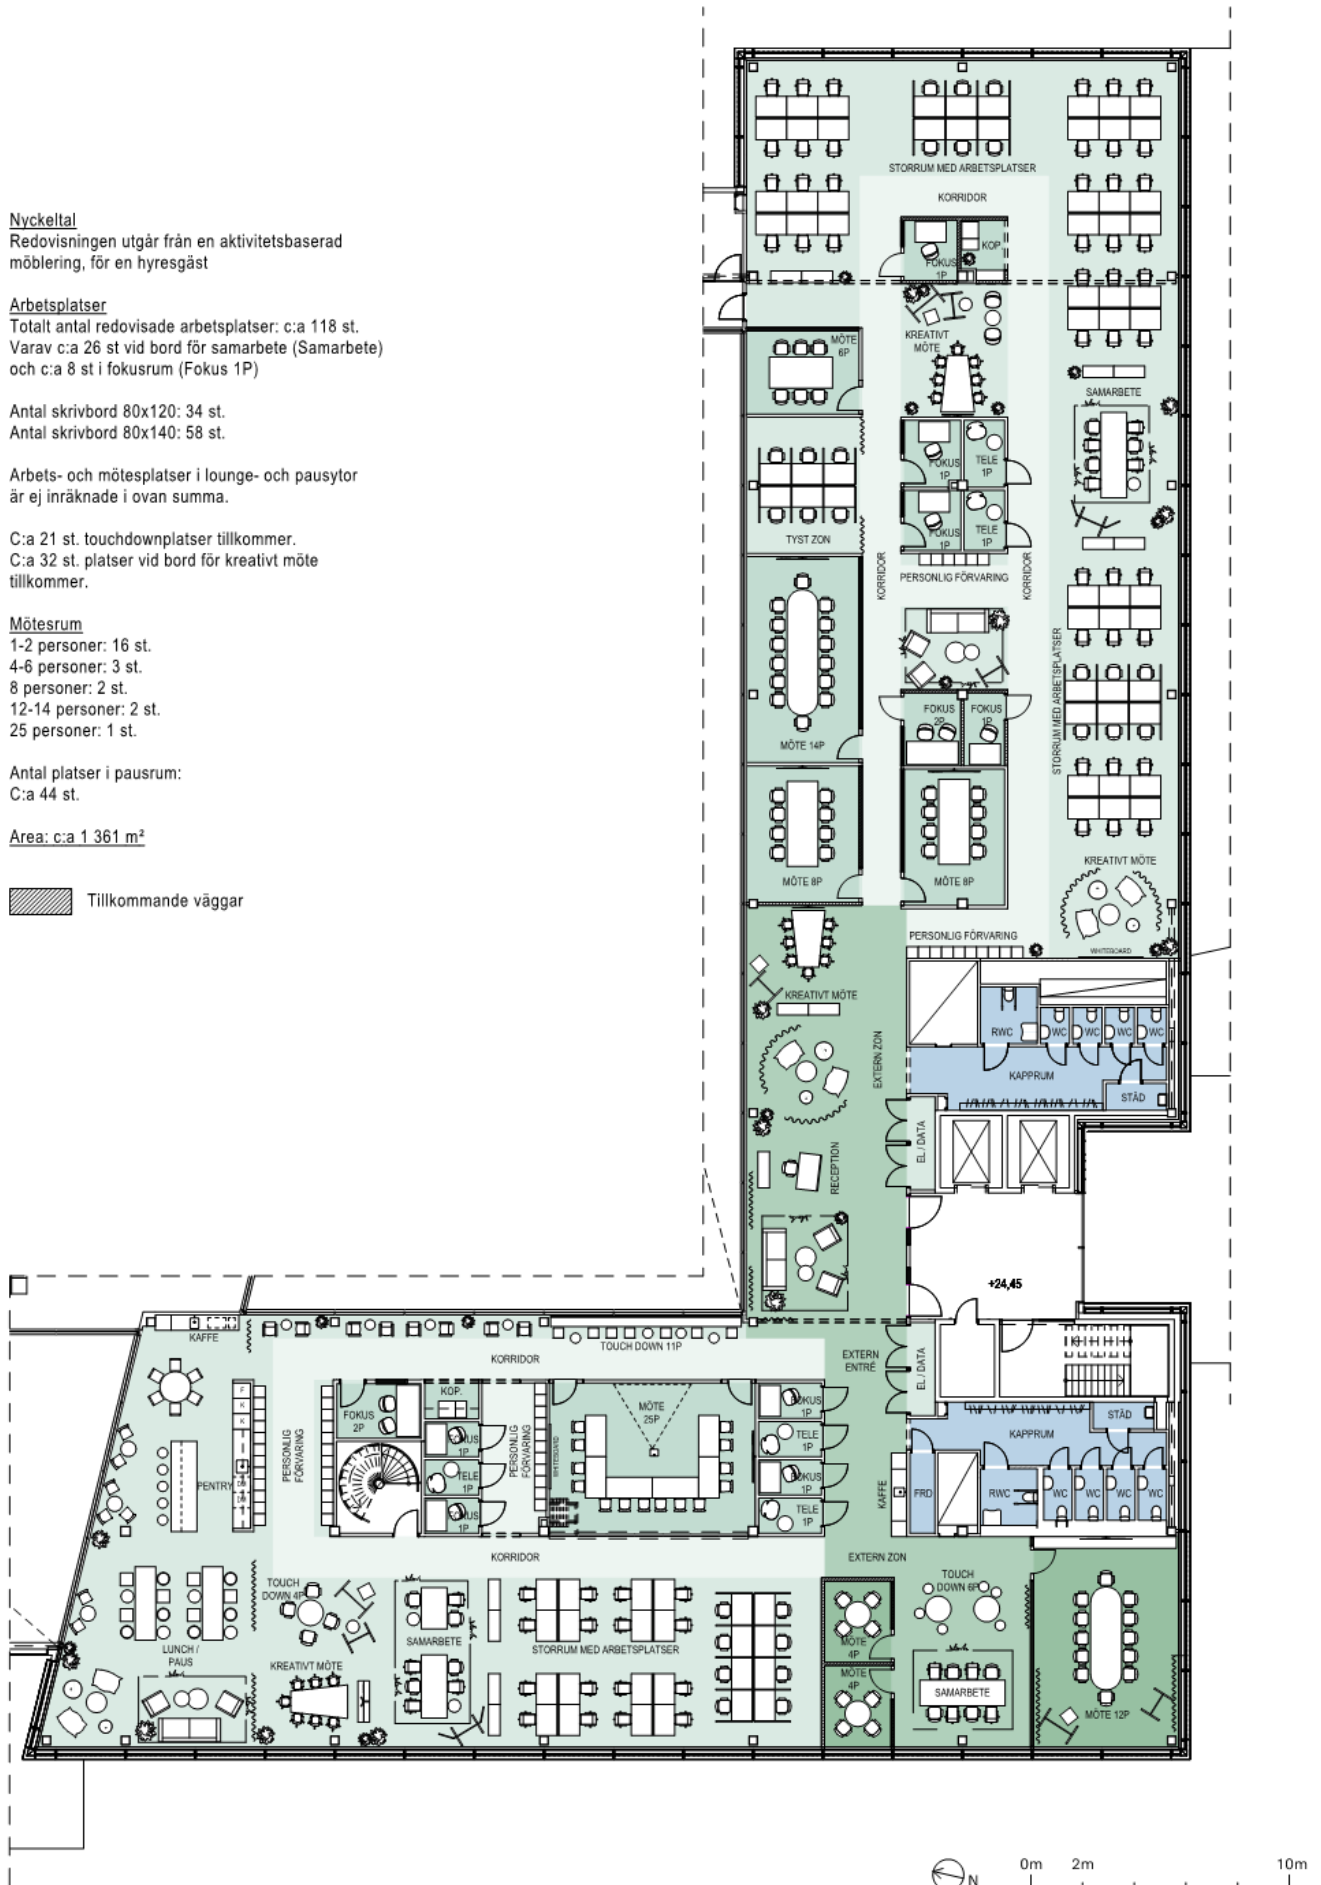 Nyckeltal
Redovisningen utgår från en aktivitetsbaserad
möblering, för en hyresgäst
Arbetsplatser
Totalt antal redovisade arbetsplatser: c:a 118 st.
Varav c:a 26 st vid bord för samarbete (Samarbete)
och c:a 8 st i fokusrum (Fokus 1P)
Antal skrivbord 80x120: 34 st.
Antal skrivbord 80x140: 58 st.
Arbets- och mötesplatser i lounge- och pausytor
är ej inräknade i ovan summa.
C:a 21 st. touchdownplatser tillkommer.
C:a 32 st. platser vid bord för kreativt möte
tillkommer.
Mötesrum
1-2 personer: 16 st.
4-6 personer: 3 st.
8 personer: 2 st.
12-14 personer: 2 st.
25 personer: 1 st.
Antal platser i pausrum:
C:a 44 st.
Area: c:a 1 361 m²
Tillkommande väggar
STORRUM MED ARBETSPLATSER
KORRIDOR
FOKUS
1P
KOP.
KREATIVT
MÖTE
MÖTE
6P
SAMARBETE
FOKUS
1P
TELE
1P
FOKUS
1P
TELE
1P
TYST ZON
KORRIDOR
PERSONLIG FÖRVARING
KORRIDOR
STORRUM MED ARBETSPLATSER
MÖTE 14P
FOKUS
2P
FOKUS
1P
MÖTE 8P
MÖTE 8P
KREATIVT MÖTE
WHITEBOARD
PERSONLIG FÖRVARING
KREATIVT MÖTE
EXTERN ZON
RWC
WC
WC
WC
WC
KAPPRUM
STÄD
EL / DATA
RECEPTION
+24,45
KAFFE
KORRIDOR
TOUCH DOWN 11P
EXTERN
ENTRÉ
EL / DATA
F
K
K
PENTRY
DM
DM
PERSONLIG
FÖRVARING
FOKUS
2P
KOP.
FOKUS
1P
TELE
1P
FOKUS
1P
PERSONLIG
FÖRVARING
WHITEBOARD
MÖTE
25P
FOKUS
1P
TELE
1P
FOKUS
1P
TELE
1P
KAFFE
KAPPRUM
STÄD
FRD
RWC
WC
WC
WC
WC
KORRIDOR
EXTERN ZON
TOUCH
DOWN 4P
SAMARBETE
STORRUM MED ARBETSPLATSER
LUNCH /
PAUS
KREATIVT MÖTE
MÖTE
4P
MÖTE
4P
TOUCH
DOWN 6P
SAMARBETE
MÖTE 12P
N
0m 2m 10m